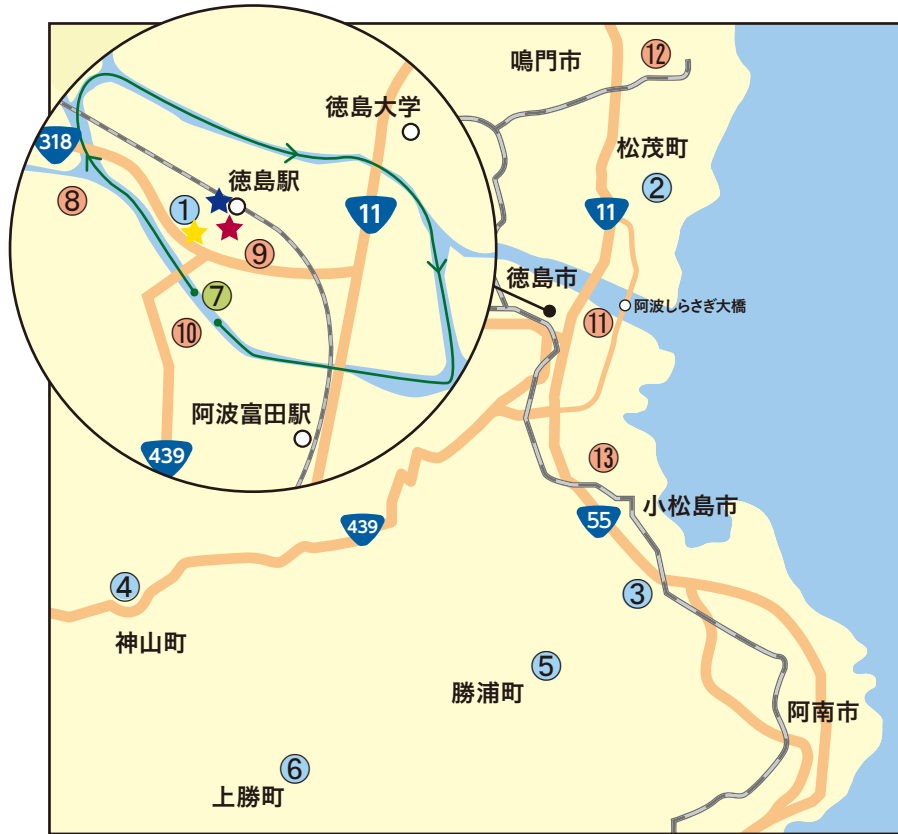 鳴門市
⑫
徳島大学
松茂町
②
318
徳島駅
⑧
①
11
11
⑨
徳島市
阿波しらさぎ大橋
⑦
⑩
⑪
阿波富田駅
439
⑬
小松島市
55
439
④
③
神山町
⑤
勝浦町
阿南市
⑥
上勝町